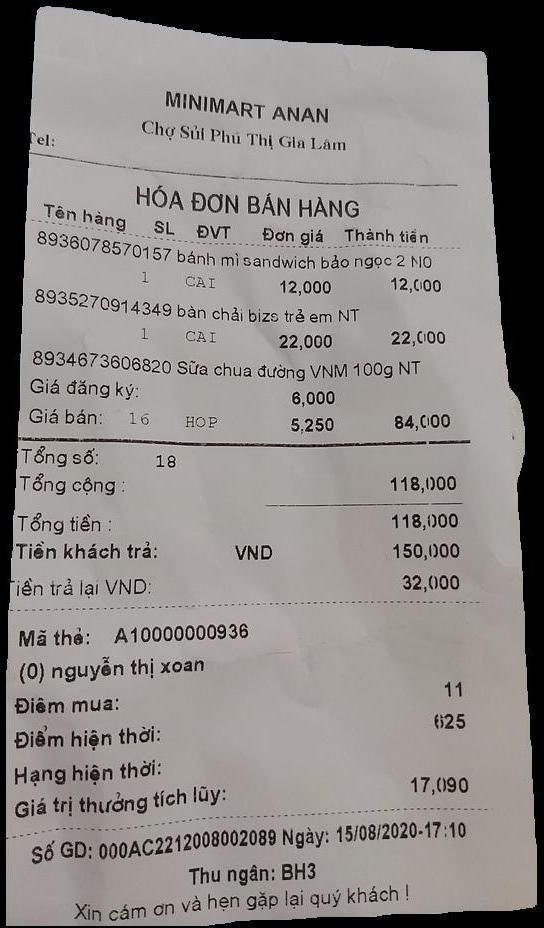 MINIMART ANAN
Chợ Sủi Phú Thị Gia Lâm
Tel:
HÓA ĐƠN BÁN HÀNG
Tên hàng SL ĐVT Đơn giá Thành tiền
8936078570157 bánh mì sandwich bảo ngọc 2 NO
1 CAI 12,000 12,000
8935270914349 bàn chải bizs trẻ em NT
1 CAI 22,000 22,000
8934673606820 Sữa chua đường VNM 100g NT
Giá đăng ký: 6,000
Giá bán: 16 HOP 5,250 84,000
Tổng số: 18
Tổng cộng : 118,000
Tổng tiền : 118,000
Tiền khách trả: VND 150,000
Tiền trả lại VND: 32,000
Mã thẻ: A10000000936
(0) nguyễn thị xoan
Điểm mua: 11
Điểm hiện thời: 625
Hạng hiện thời:
Giá trị thưởng tích lũy: 17,090
Số GD: 000AC2212008002089 Ngày: 15/08/2020-17:10
Thu ngân: BH3
Xin cám ơn và hẹn gặp lại quý khách !